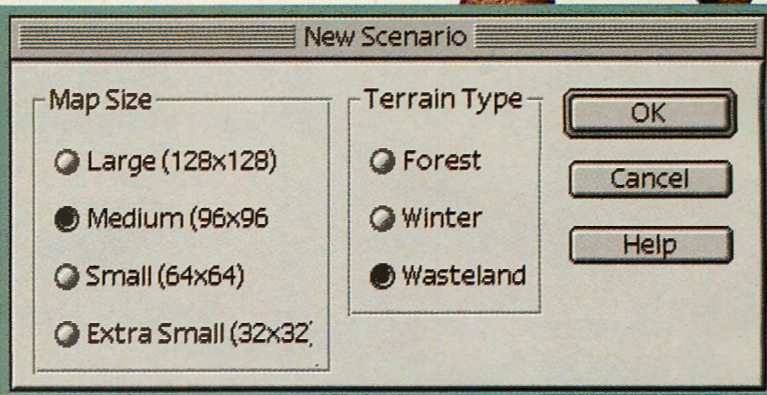 New Scenario
Map Size
Large (128x128)
Medium (96x96
Small (64x64)
Extra Small (32x32)
Terrain Type
Forest
Winter
Wasteland
OK
Cancel
Help